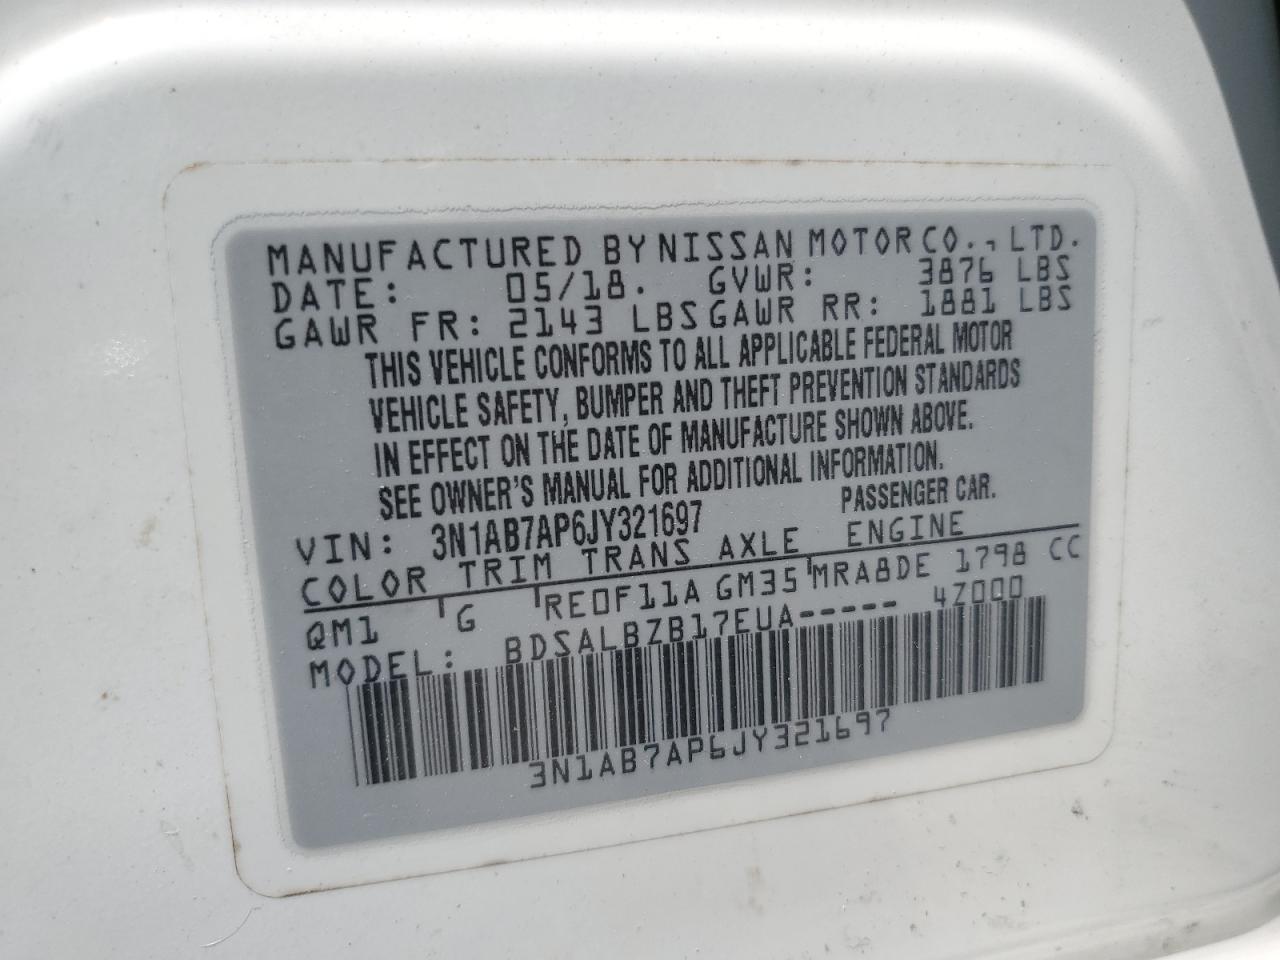 MANUFACTURED BY NISSAN MOTOR CO., LTD.
DATE: 05/18. GVWR: 3876 LBS
GAWR FR: 2143 LBS GAWR RR: 1881 LBS
THIS VEHICLE CONFORMS TO ALL APPLICABLE FEDERAL MOTOR
VEHICLE SAFETY, BUMPER AND THEFT PREVENTION STANDARDS
IN EFFECT ON THE DATE OF MANUFACTURE SHOWN ABOVE.
SEE OWNER'S MANUAL FOR ADDITIONAL INFORMATION.
VIN: 3N1AB7AP6JY321697 PASSENGER CAR.
COLOR TRIM TRANS AXLE ENGINE
QM1 G RE0F11A GM35 MRA8DE 1798 CC
MODEL: BDSALBZB17EUA----- 4Z000
3N1AB7AP6JY321697